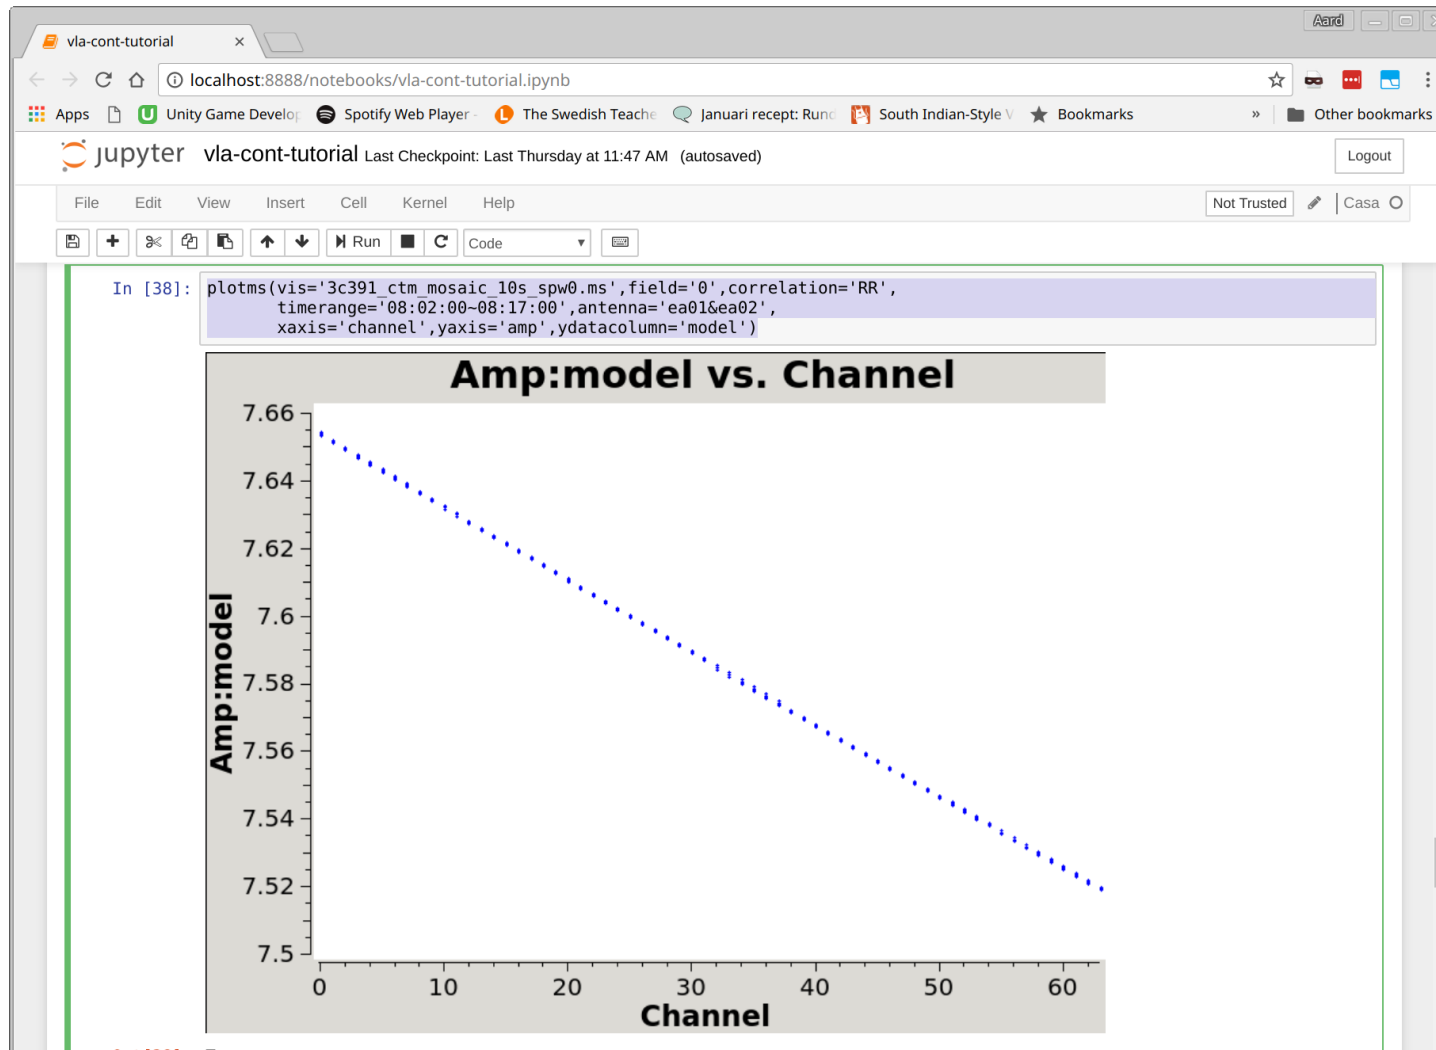 Aard
vla-cont-tutorial
localhost:8888/notebooks/vla-cont-tutorial.ipynb
Apps Unity Game Develo Spotify Web Player - The Swedish Teache Januari recept: Run South Indian-Style Bookmarks » Other bookmarks
jupyter vla-cont-tutorial Last Checkpoint: Last Thursday at 11:47 AM (autosaved) Logout
File Edit View Insert Cell Kernel Help Not Trusted Casa
Run Code
In [38]: plotms(vis='3c391_ctm_mosaic_10s_spw0.ms',field='0',correlation='RR',
timerange='08:02:00~08:17:00',antenna='ea01&ea02',
xaxis='channel',yaxis='amp',ydatacolumn='model')
Amp:model vs. Channel
7.66
7.64
7.62
7.6
7.58
7.56
7.54
7.52
7.5
Amp:model
0 10 20 30 40 50 60
Channel